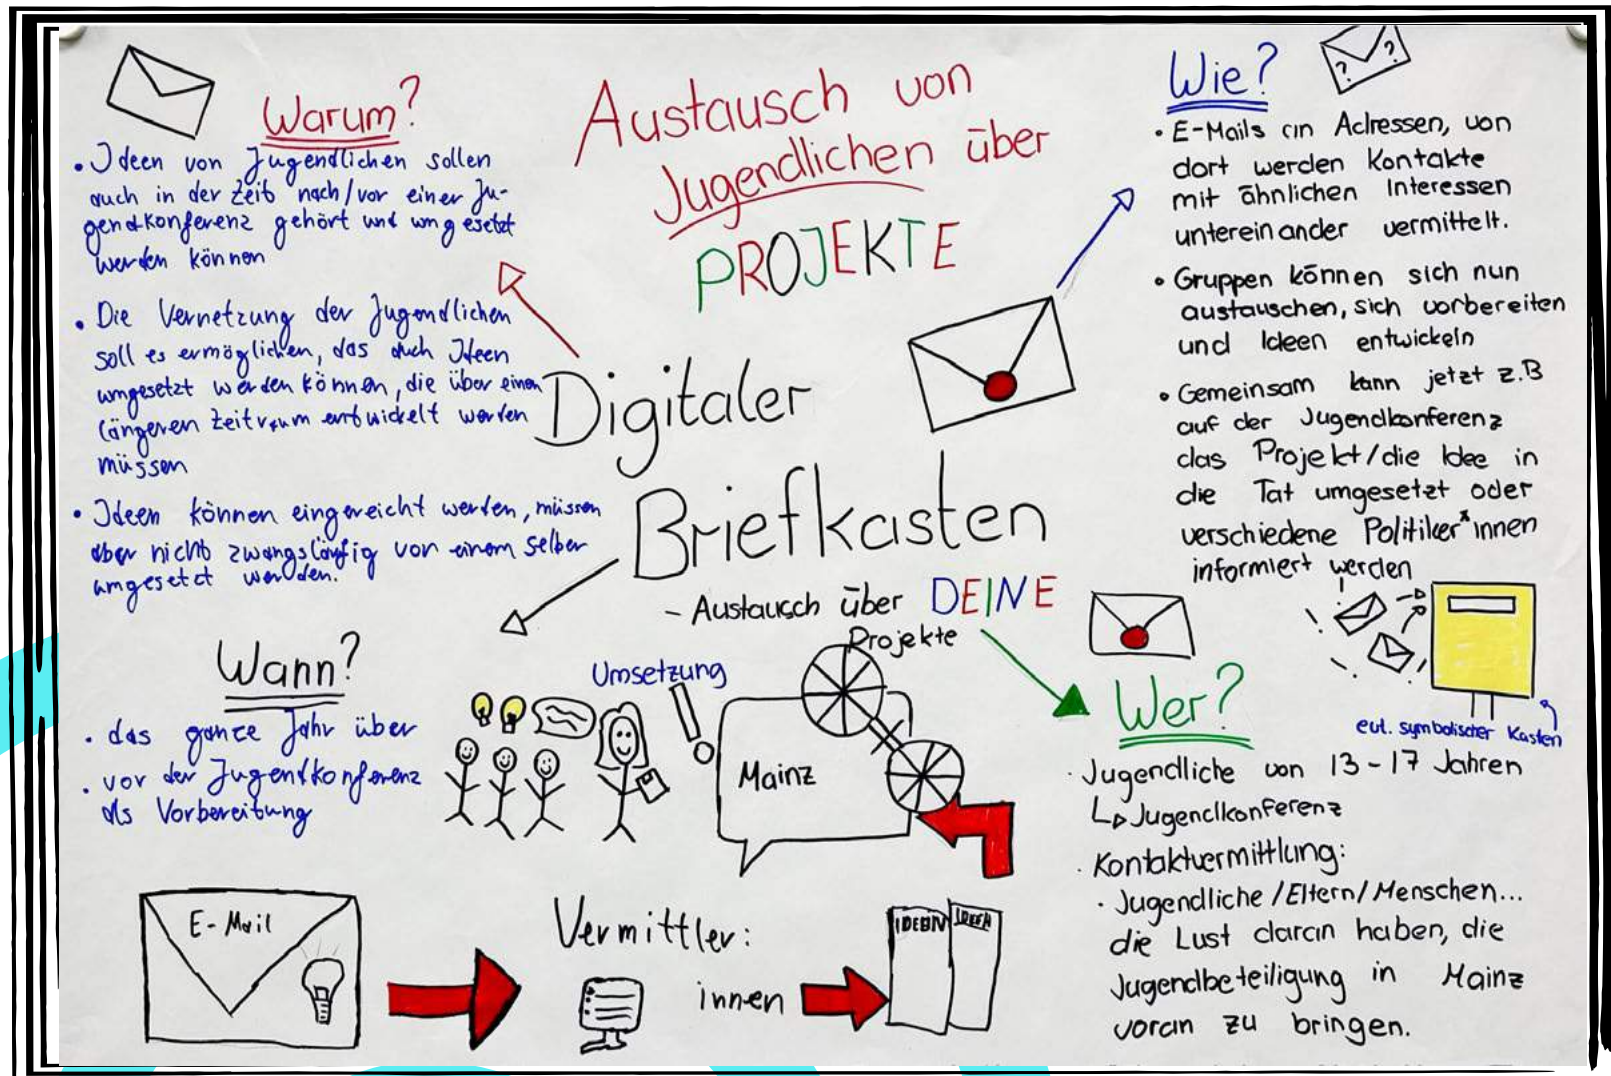 Austausch von
Jugendlichen über
PROJEKTE
Digitaler
Briefkasten
- Austausch über DEINE
Projekte
Warum?
• Ideen von Jugendlichen sollen
auch in der Zeit nach/vor einer Ju-
gendkonferenz gehört und umgesetzt
werden können
• Die Vernetzung der Jugendlichen
soll es ermöglichen, das auch Ideen
umgesetzt werden können, die über einen
längeren Zeitraum entwickelt werden
müssen
• Ideen können eingereicht werden, müssen
aber nicht zwangsläufig von einem selber
umgesetzt werden.
Wie?
? ?
• E-Mails an Adressen, von
dort werden Kontakte
mit ähnlichen Interessen
untereinander vermittelt.
• Gruppen können sich nun
austauschen, sich vorbereiten
und Ideen entwickeln
• Gemeinsam kann jetzt z.B
auf der Jugendkonferenz
das Projekt/die Idee in
die Tat umgesetzt oder
verschiedene Politiker*innen
informiert werden
Wann?
• das ganze Jahr über
• vor der Jugendkonferenz
als Vorbereitung
Umsetzung
!
Mainz
Wer?
evt. symbolischer Kasten
· Jugendliche von 13-17 Jahren
↳ Jugendkonferenz
· Kontaktvermittlung:
· Jugendliche/Eltern/Menschen...
die Lust daran haben, die
Jugendbeteiligung in Mainz
voran zu bringen.
E-Mail
Vermittler:
innen
IDEEN IDEEN